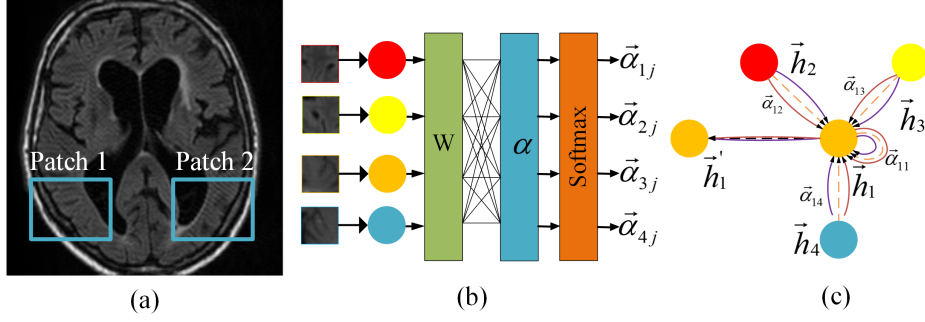 Patch 1
Patch 2
(a)
W
α
Softmax
α⃗₁ⱼ
α⃗₂ⱼ
α⃗₃ⱼ
α⃗₄ⱼ
(b)
h⃗₂
α⃗₁₂
α⃗₁₃
h⃗₃
α⃗₁₁
h⃗₁'
h⃗₁
α⃗₁₄
h⃗₄
(c)